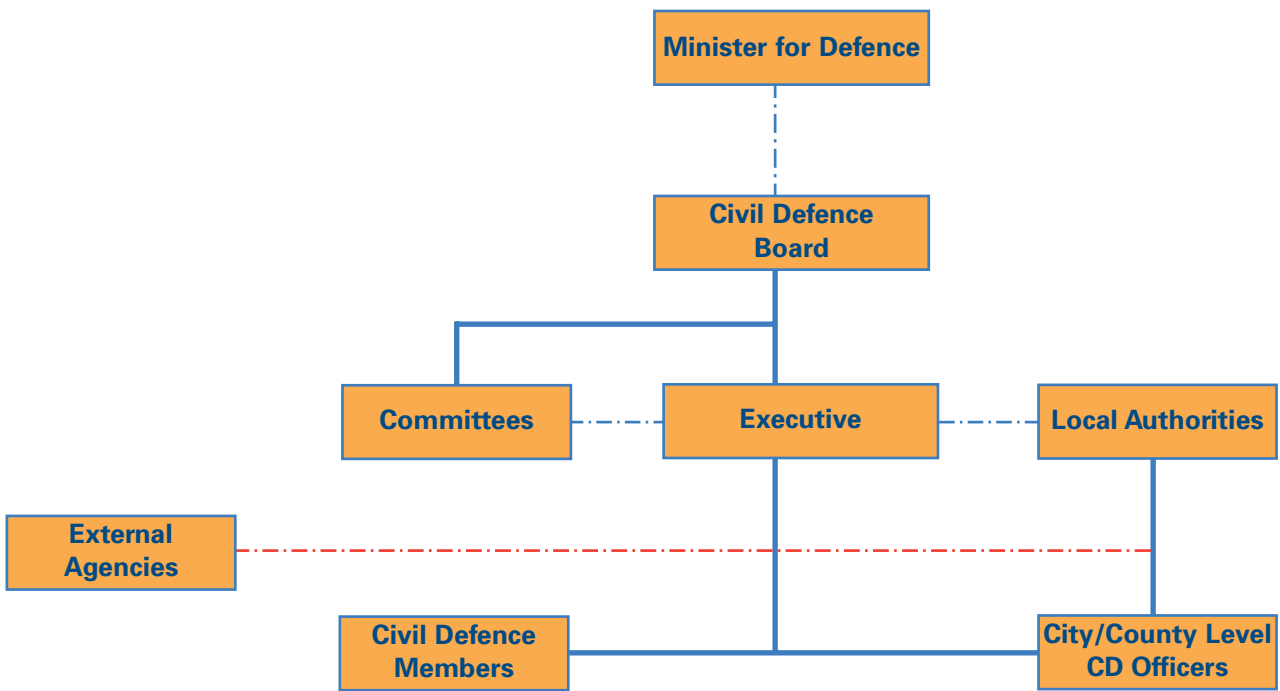 Minister for Defence
Civil Defence
Board
Committees
Executive
Local Authorities
External
Agencies
Civil Defence
Members
City/County Level
CD Officers